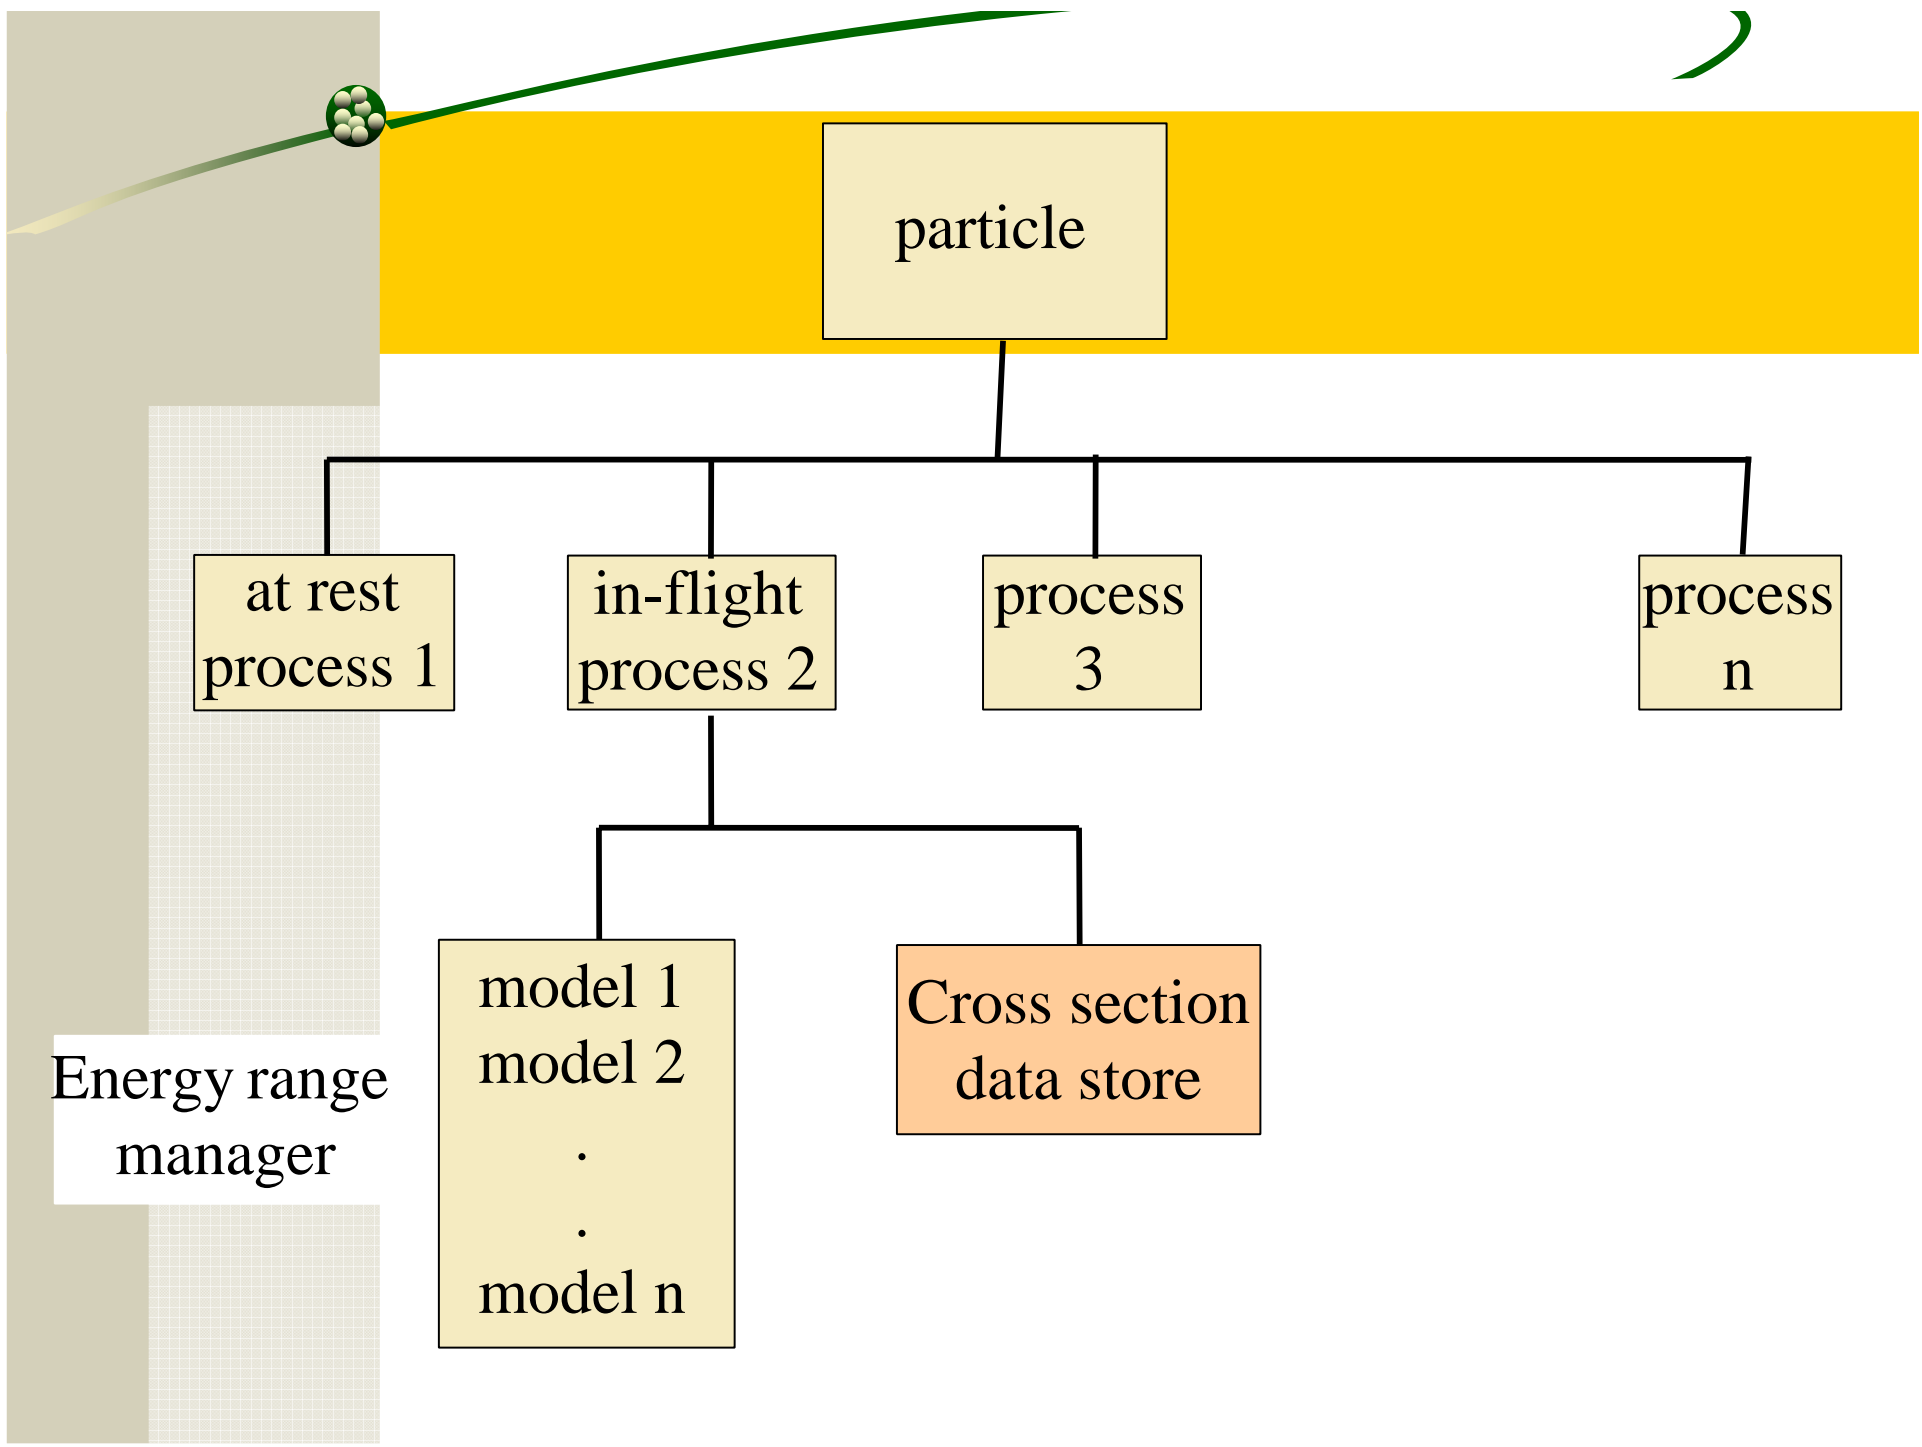 particle
at rest
process 1
in-flight
process 2
process
3
process
n
Energy range
manager
model 1
model 2
.
.
model n
Cross section
data store